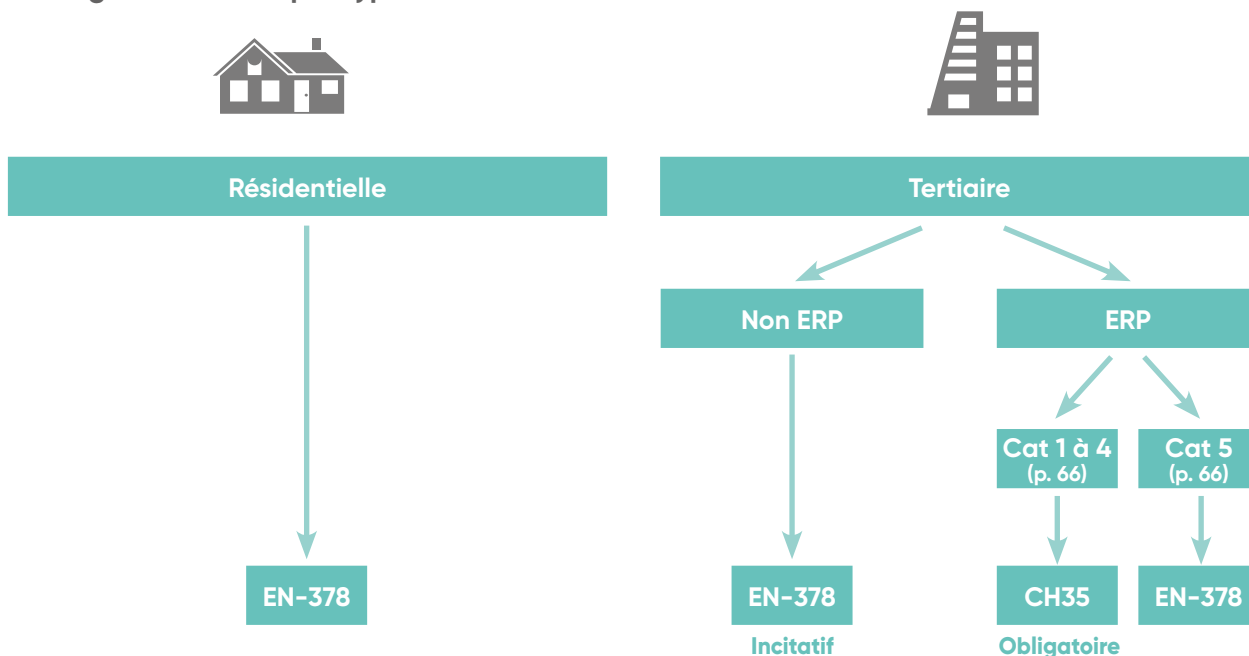 Résidentielle
Tertiaire
Non ERP
ERP
Cat 1 à 4
(p. 66)
Cat 5
(p. 66)
EN-378
EN-378
CH35
EN-378
Incitatif
Obligatoire